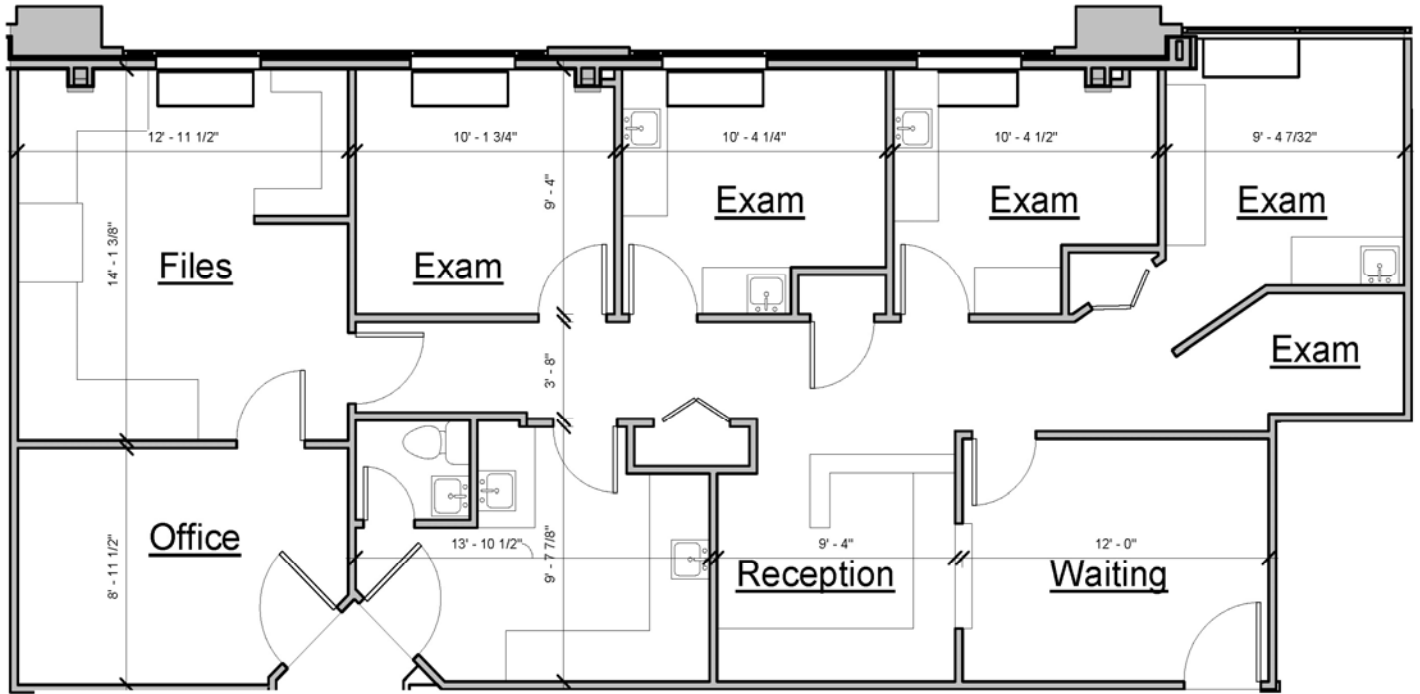 12' - 11 1/2"
10' - 1 3/4"
10' - 4 1/4"
10' - 4 1/2"
9' - 4 7/32"
9' - 4"
Exam
Exam
Exam
14' - 1 3/8"
Files
Exam
3' - 8"
Exam
Office
8' - 11 1/2"
13' - 10 1/2"
9' - 7 7/8"
9' - 4"
12' - 0"
Reception
Waiting